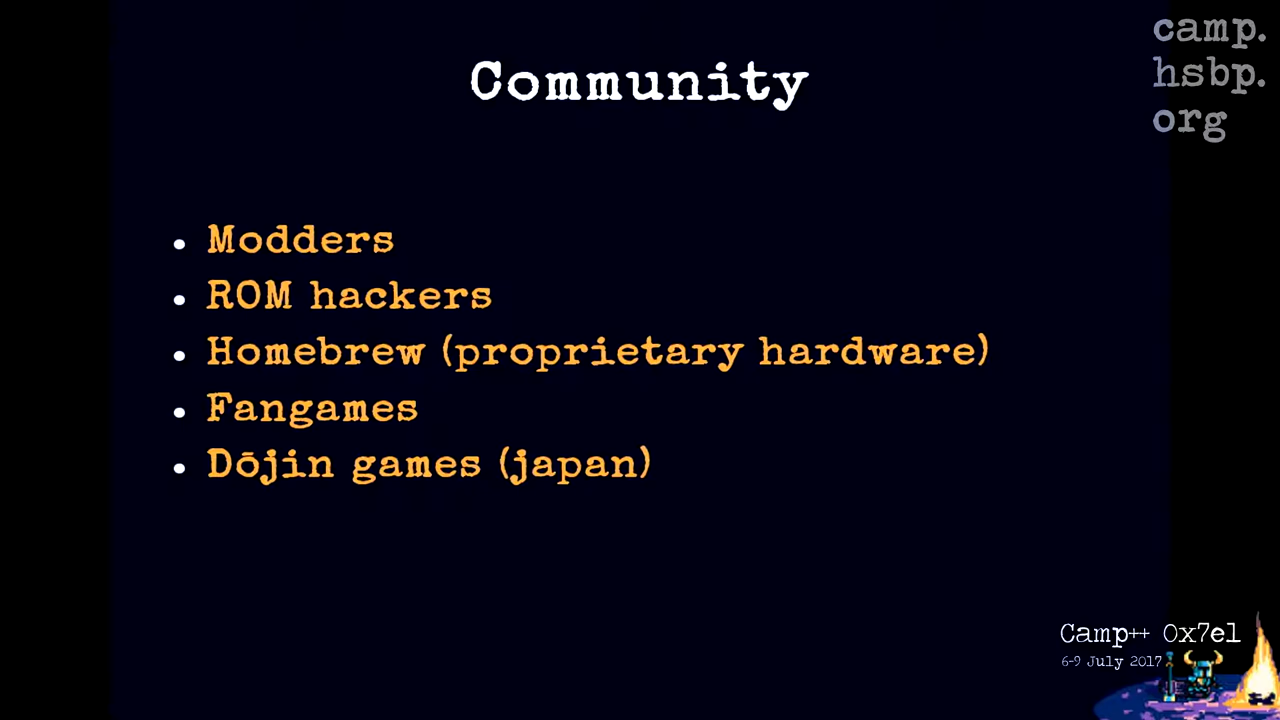 camp.
hsbp.
org
Community
• Modders
• ROM hackers
• Homebrew (proprietary hardware)
• Fangames
• Dōjin games (japan)
Camp++ 0x7e1
6-9 July 2017